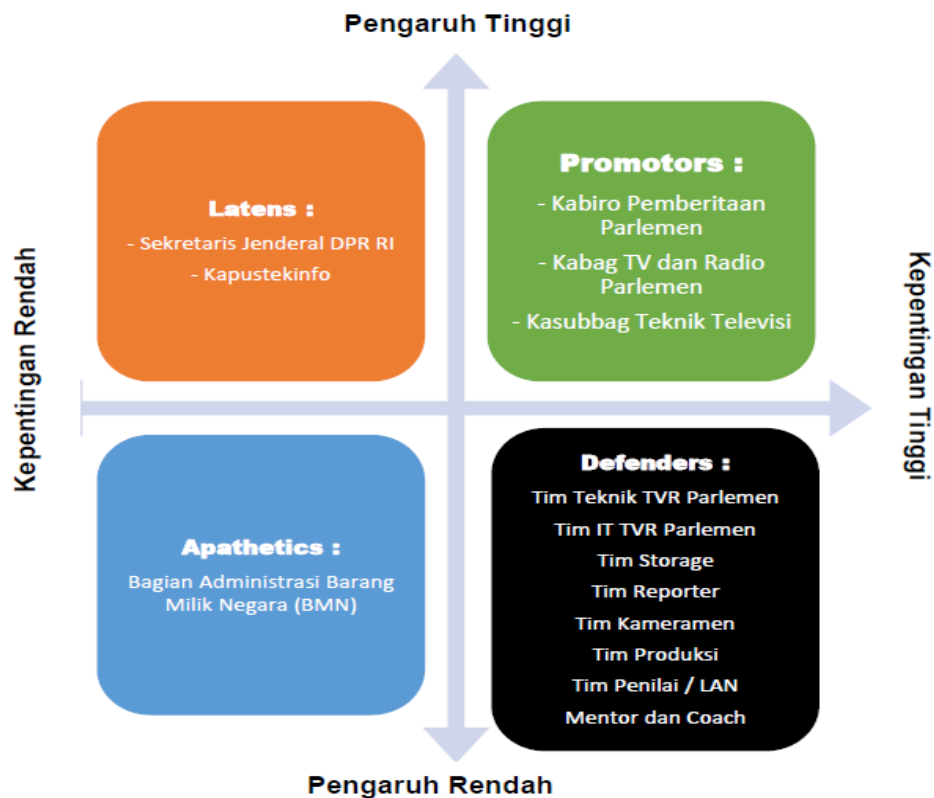 Pengaruh Tinggi
Latens :
- Sekretaris Jenderal DPR RI
- Kapustekinfo
Promotors :
- Kabiro Pemberitaan
Parlemen
- Kabag TV dan Radio
Parlemen
- Kasubbag Teknik Televisi
Kepentingan Rendah
Kepentingan Tinggi
Apathetics :
Bagian Administrasi Barang
Milik Negara (BMN)
Defenders :
Tim Teknik TVR Parlemen
Tim IT TVR Parlemen
Tim Storage
Tim Reporter
Tim Kameramen
Tim Produksi
Tim Penilai / LAN
Mentor dan Coach
Pengaruh Rendah